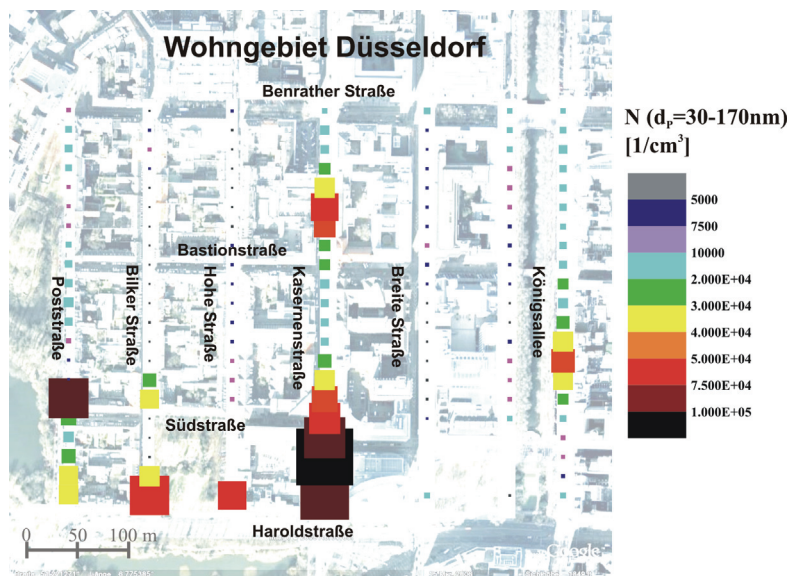 Wohngebiet Düsseldorf
Benrather Straße
N (dₚ=30-170nm)
[1/cm³]
5000
7500
10000
2.000E+04
3.000E+04
4.000E+04
5.000E+04
7.500E+04
1.000E+05
Bastionstraße
Poststraße
Bilker Straße
Hohe Straße
Kasernenstraße
Breite Straße
Königsallee
Südstraße
Haroldstraße
0 50 100 m
Google